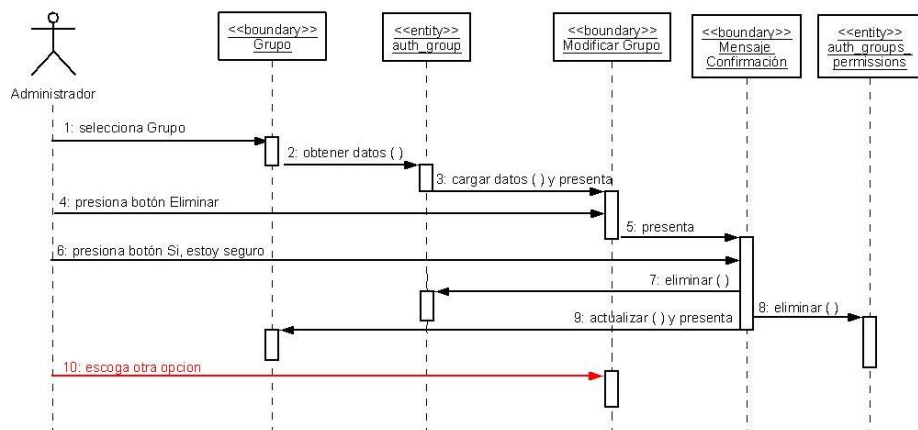 <<boundary>>
Grupo
<<entity>>
auth_group
<<boundary>>
Modificar Grupo
<<boundary>>
Mensaje
Confirmación
<<entity>>
auth_groups_
permissions
Administrador
1: selecciona Grupo
2: obtener datos ( )
3: cargar datos ( ) y presenta
4: presiona botón Eliminar
5: presenta
6: presiona botón Si, estoy seguro
7: eliminar ( )
8: eliminar ( )
9: actualizar ( ) y presenta
10: escoga otra opcion